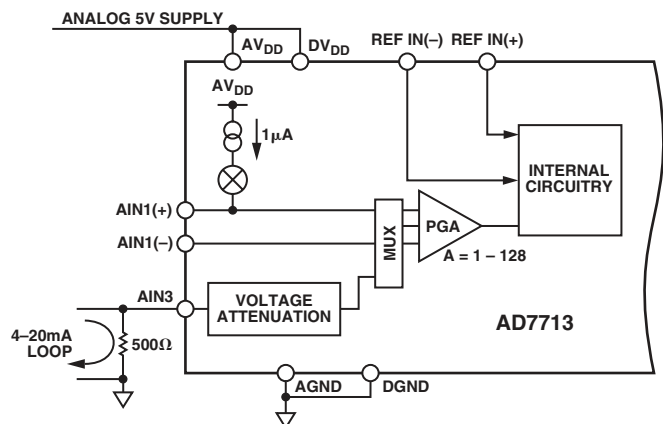 ANALOG 5V SUPPLY
AVDD
DVDD
REF IN(–)
REF IN(+)
AVDD
1µA
INTERNAL
CIRCUITRY
AIN1(+)
AIN1(–)
MUX
PGA
A = 1 – 128
AIN3
VOLTAGE
ATTENUATION
AD7713
4–20mA
LOOP
500Ω
AGND
DGND